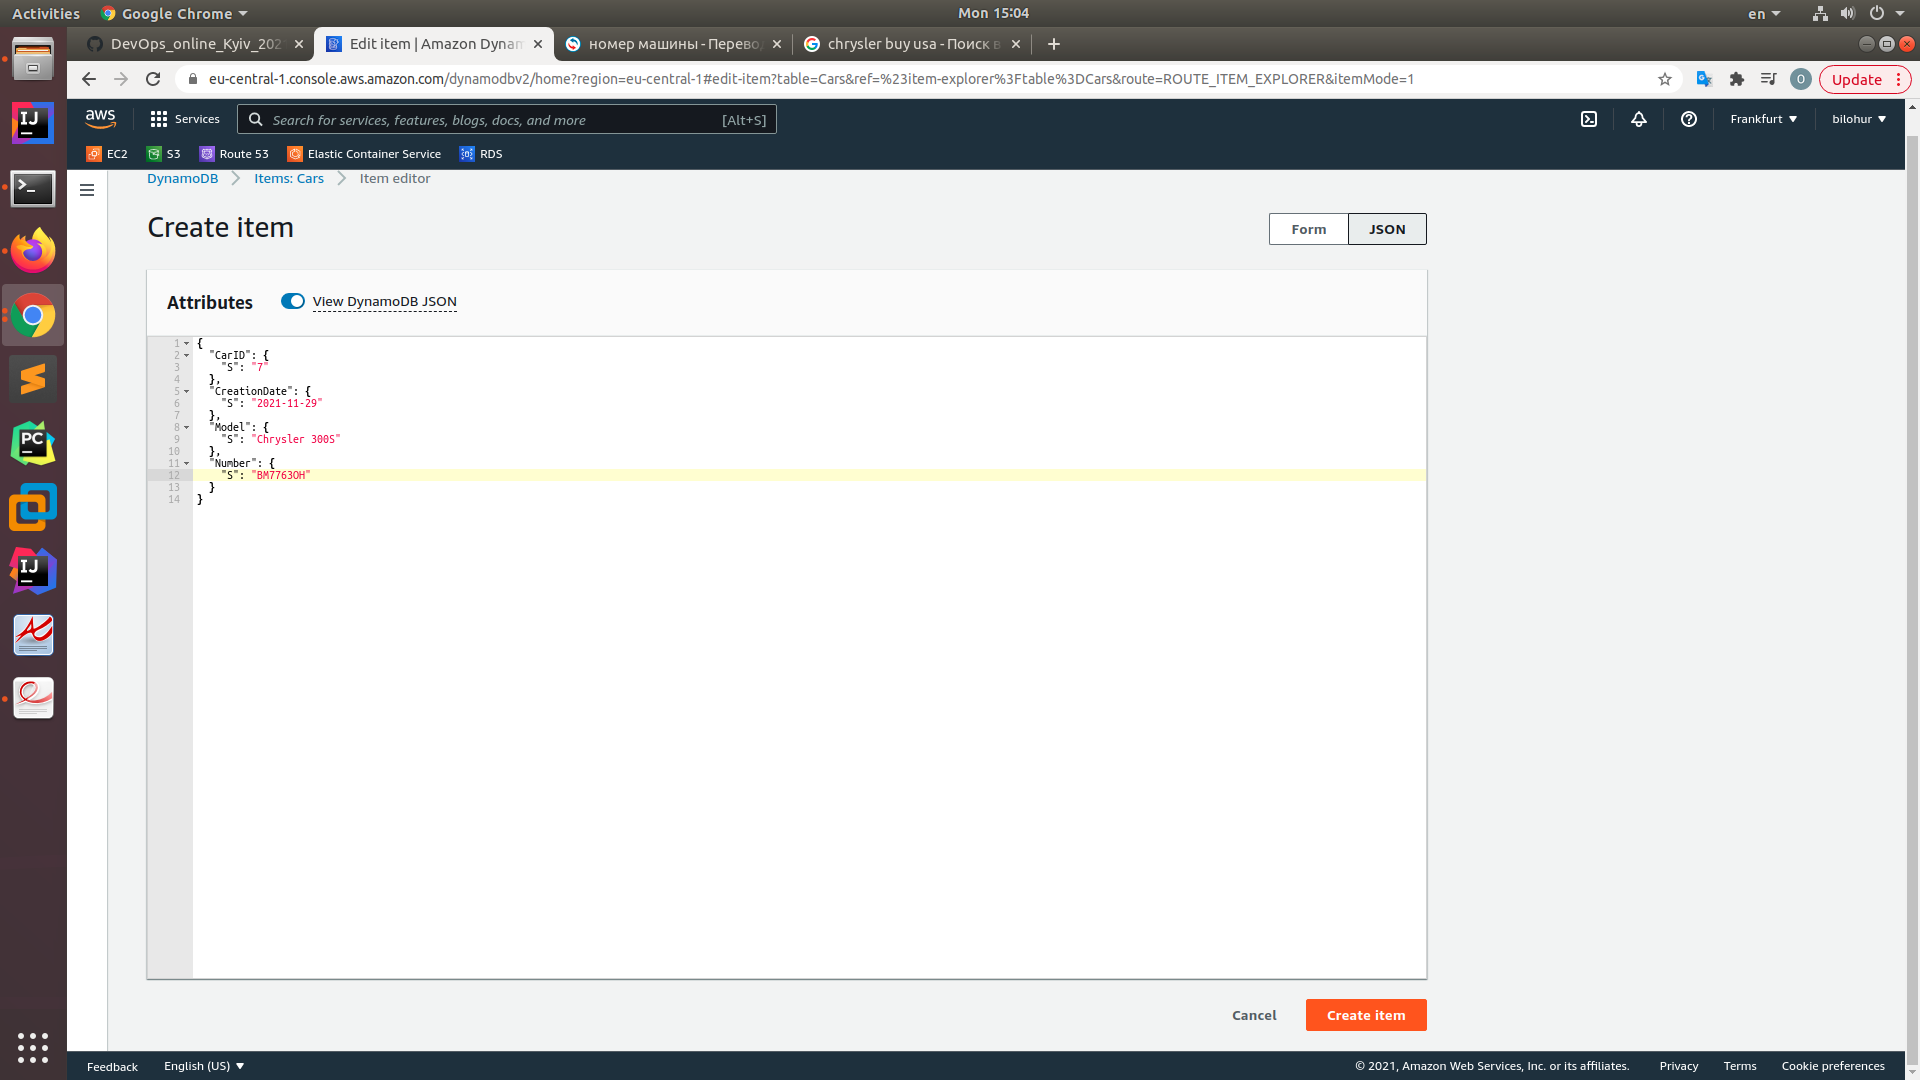 Activities Google Chrome Mon 15:04 en
DevOps_online_Kyiv_202 Edit item | Amazon Dynam номер машины - Перевод chrysler buy usa - Поиск в
eu-central-1.console.aws.amazon.com/dynamodbv2/home?region=eu-central-1#edit-item?table=Cars&ref=%23item-explorer%3Ftable%3DCars&route=ROUTE_ITEM_EXPLORER&itemMode=1 O Update
aws Services Search for services, features, blogs, docs, and more [Alt+S] Frankfurt bilohur
EC2 S3 Route 53 Elastic Container Service RDS
DynamoDB Items: Cars Item editor
Create item Form JSON
Attributes View DynamoDB JSON
1 {
2 "CarID": {
3 "S": "7"
4 },
5 "CreationDate": {
6 "S": "2021-11-29"
7 },
8 "Model": {
9 "S": "Chrysler 300S"
10 },
11 "Number": {
12 "S": "BM7763OH"
13 }
14 }
Cancel Create item
Feedback English (US) © 2021, Amazon Web Services, Inc. or its affiliates. Privacy Terms Cookie preferences
IJ
PC
IJ